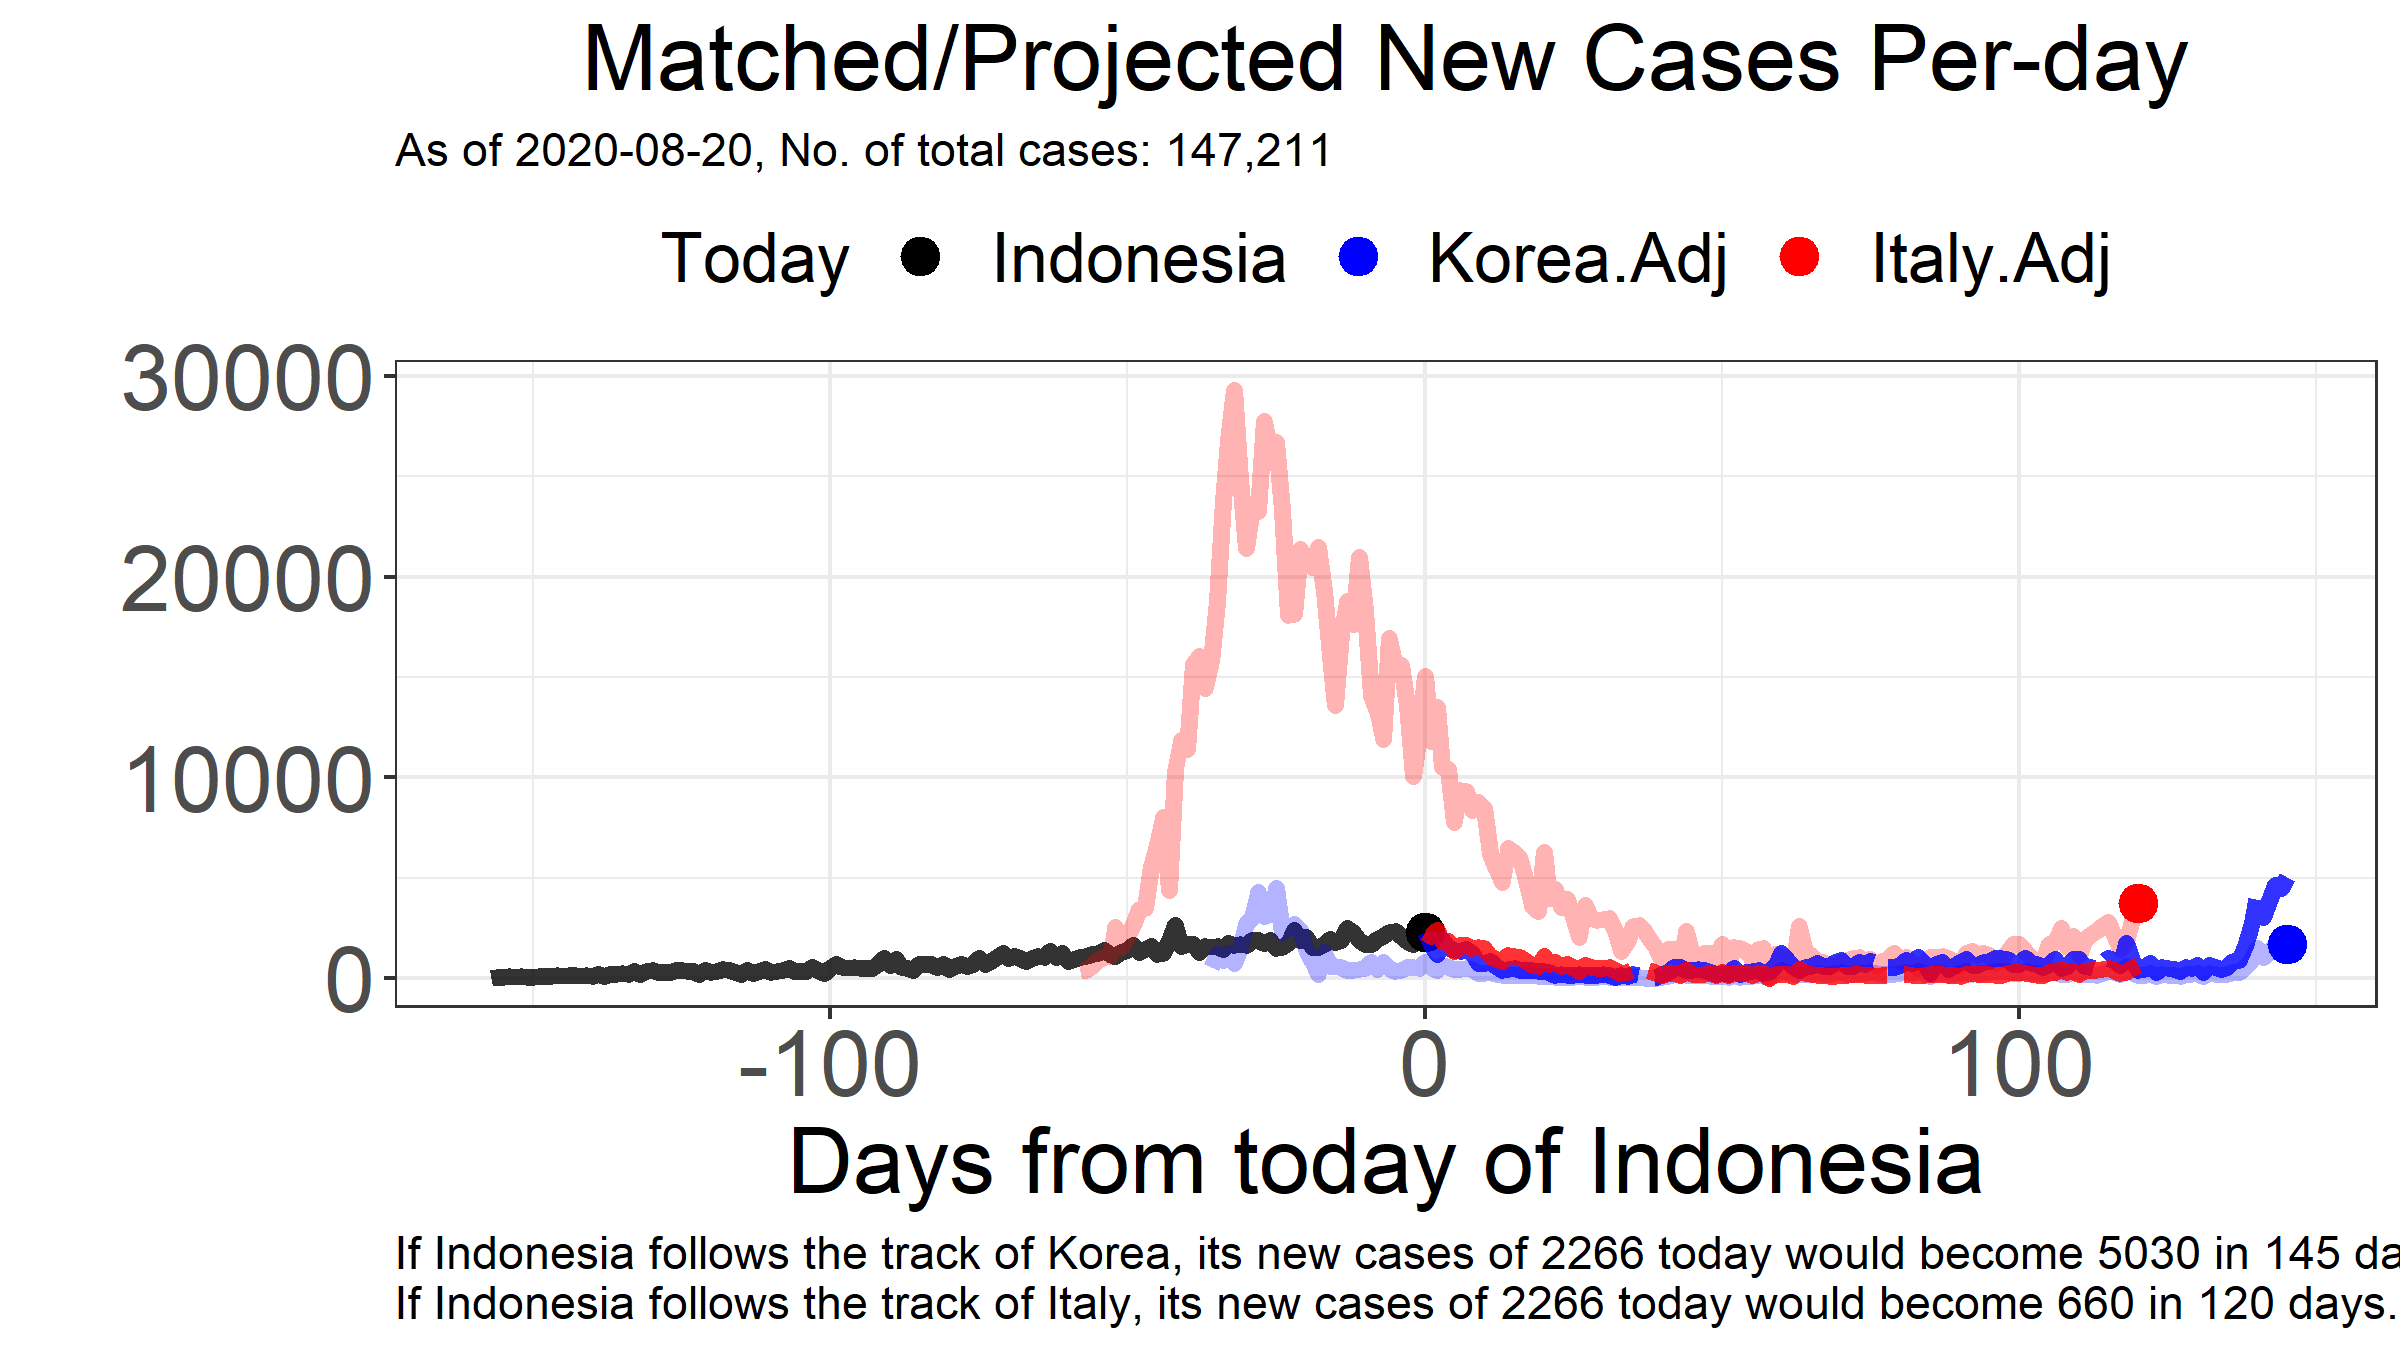 Matched/Projected New Cases Per-day
As of 2020-08-20, No. of total cases: 147,211
Today Indonesia Korea.Adj Italy.Adj
30000
20000
10000
0
-100 0 100
Days from today of Indonesia
If Indonesia follows the track of Korea, its new cases of 2266 today would become 5030 in 145 da
If Indonesia follows the track of Italy, its new cases of 2266 today would become 660 in 120 days.